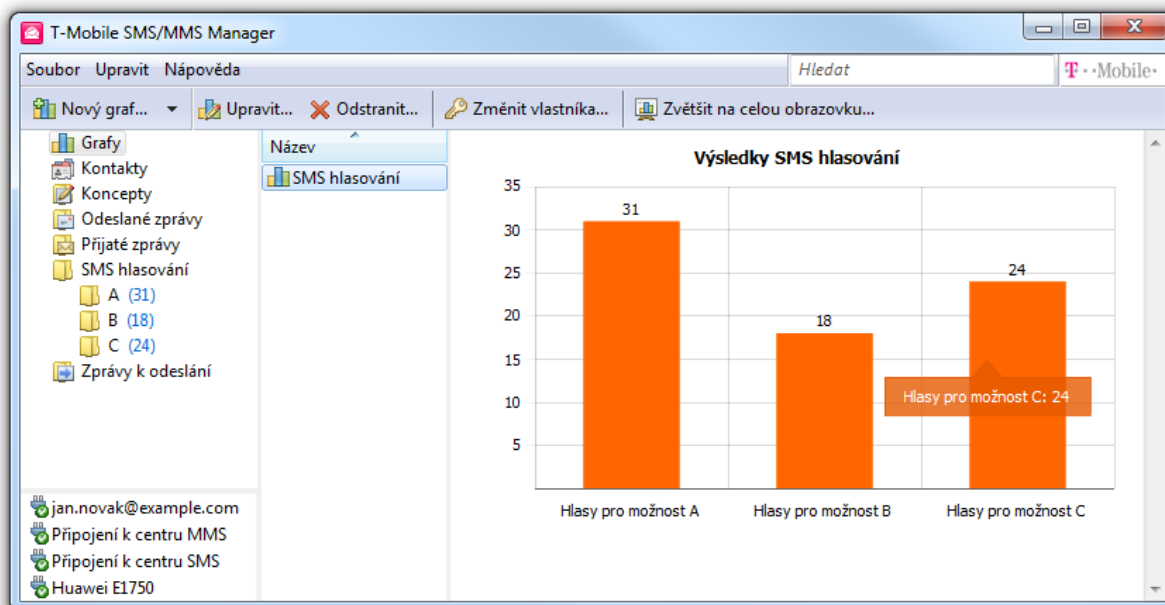 T-Mobile SMS/MMS Manager
Soubor Upravit Nápověda Hledat T··Mobile·
Nový graf... Upravit... Odstranit... Změnit vlastníka... Zvětšit na celou obrazovku...
Grafy
Kontakty
Koncepty
Odeslané zprávy
Přijaté zprávy
SMS hlasování
A (31)
B (18)
C (24)
Zprávy k odeslání
jan.novak@example.com
Připojení k centru MMS
Připojení k centru SMS
Huawei E1750
Název
SMS hlasování
Výsledky SMS hlasování
35
30
25
20
15
10
5
31
18
24
Hlasy pro možnost C: 24
Hlasy pro možnost A Hlasy pro možnost B Hlasy pro možnost C